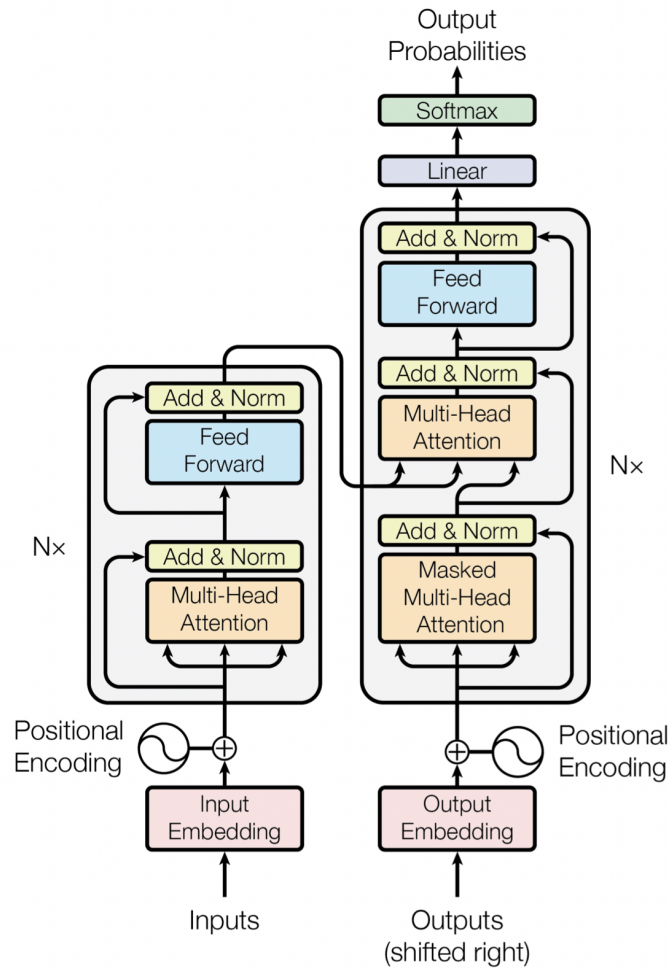 Output
Probabilities
Softmax
Linear
Add & Norm
Feed
Forward
Add & Norm
Multi-Head
Attention
N×
Add & Norm
Masked
Multi-Head
Attention
Add & Norm
Feed
Forward
N×
Add & Norm
Multi-Head
Attention
Positional
Encoding
Positional
Encoding
Input
Embedding
Output
Embedding
Inputs
Outputs
(shifted right)